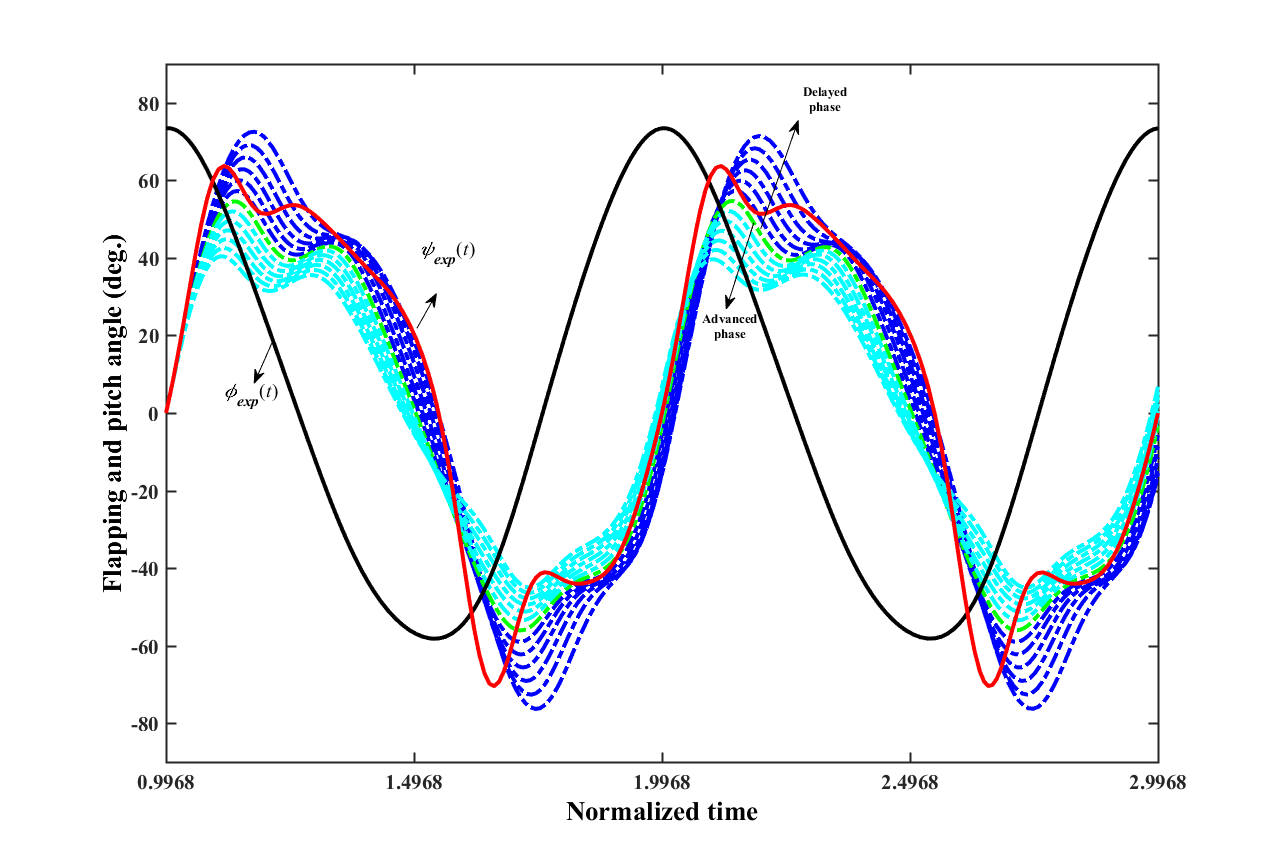 Flapping and pitch angle (deg.)
80
60
40
20
0
-20
-40
-60
-80
Delayed
phase
Advanced
phase
ψexp(t)
ϕexp(t)
0.9968
1.4968
1.9968
2.4968
2.9968
Normalized time